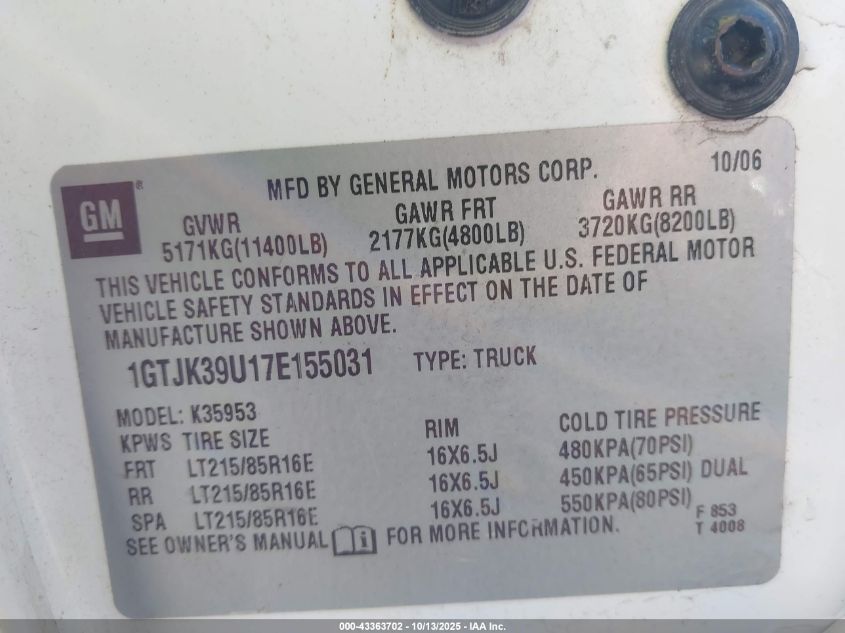 MFD BY GENERAL MOTORS CORP. 10/06
GM®
GVWR GAWR FRT GAWR RR
5171KG(11400LB) 2177KG(4800LB) 3720KG(8200LB)
THIS VEHICLE CONFORMS TO ALL APPLICABLE U.S. FEDERAL MOTOR
VEHICLE SAFETY STANDARDS IN EFFECT ON THE DATE OF
MANUFACTURE SHOWN ABOVE.
1GTJK39U17E155031 TYPE: TRUCK
MODEL: K35953
KPWS TIRE SIZE RIM COLD TIRE PRESSURE
FRT LT215/85R16E 16X6.5J 480KPA(70PSI)
RR LT215/85R16E 16X6.5J 450KPA(65PSI) DUAL
SPA LT215/85R16E 16X6.5J 550KPA(80PSI)
F 853
T 4008
SEE OWNER'S MANUAL i FOR MORE INFORMATION.
000-43363702 - 10/13/2025 - IAA Inc.